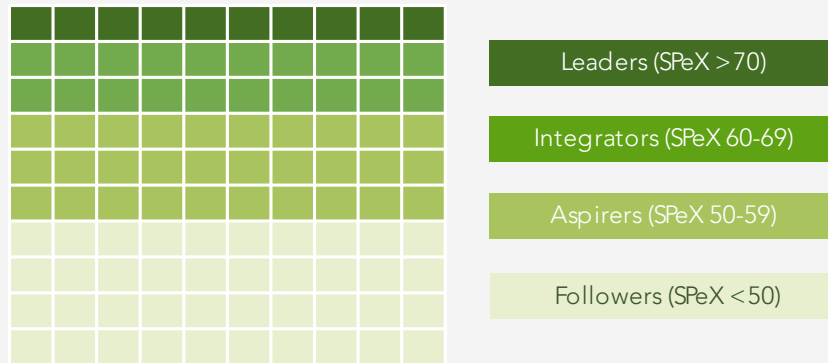 Leaders (SPeX >70)
Integrators (SPeX 60-69)
Aspirers (SPeX 50-59)
Followers (SPeX <50)